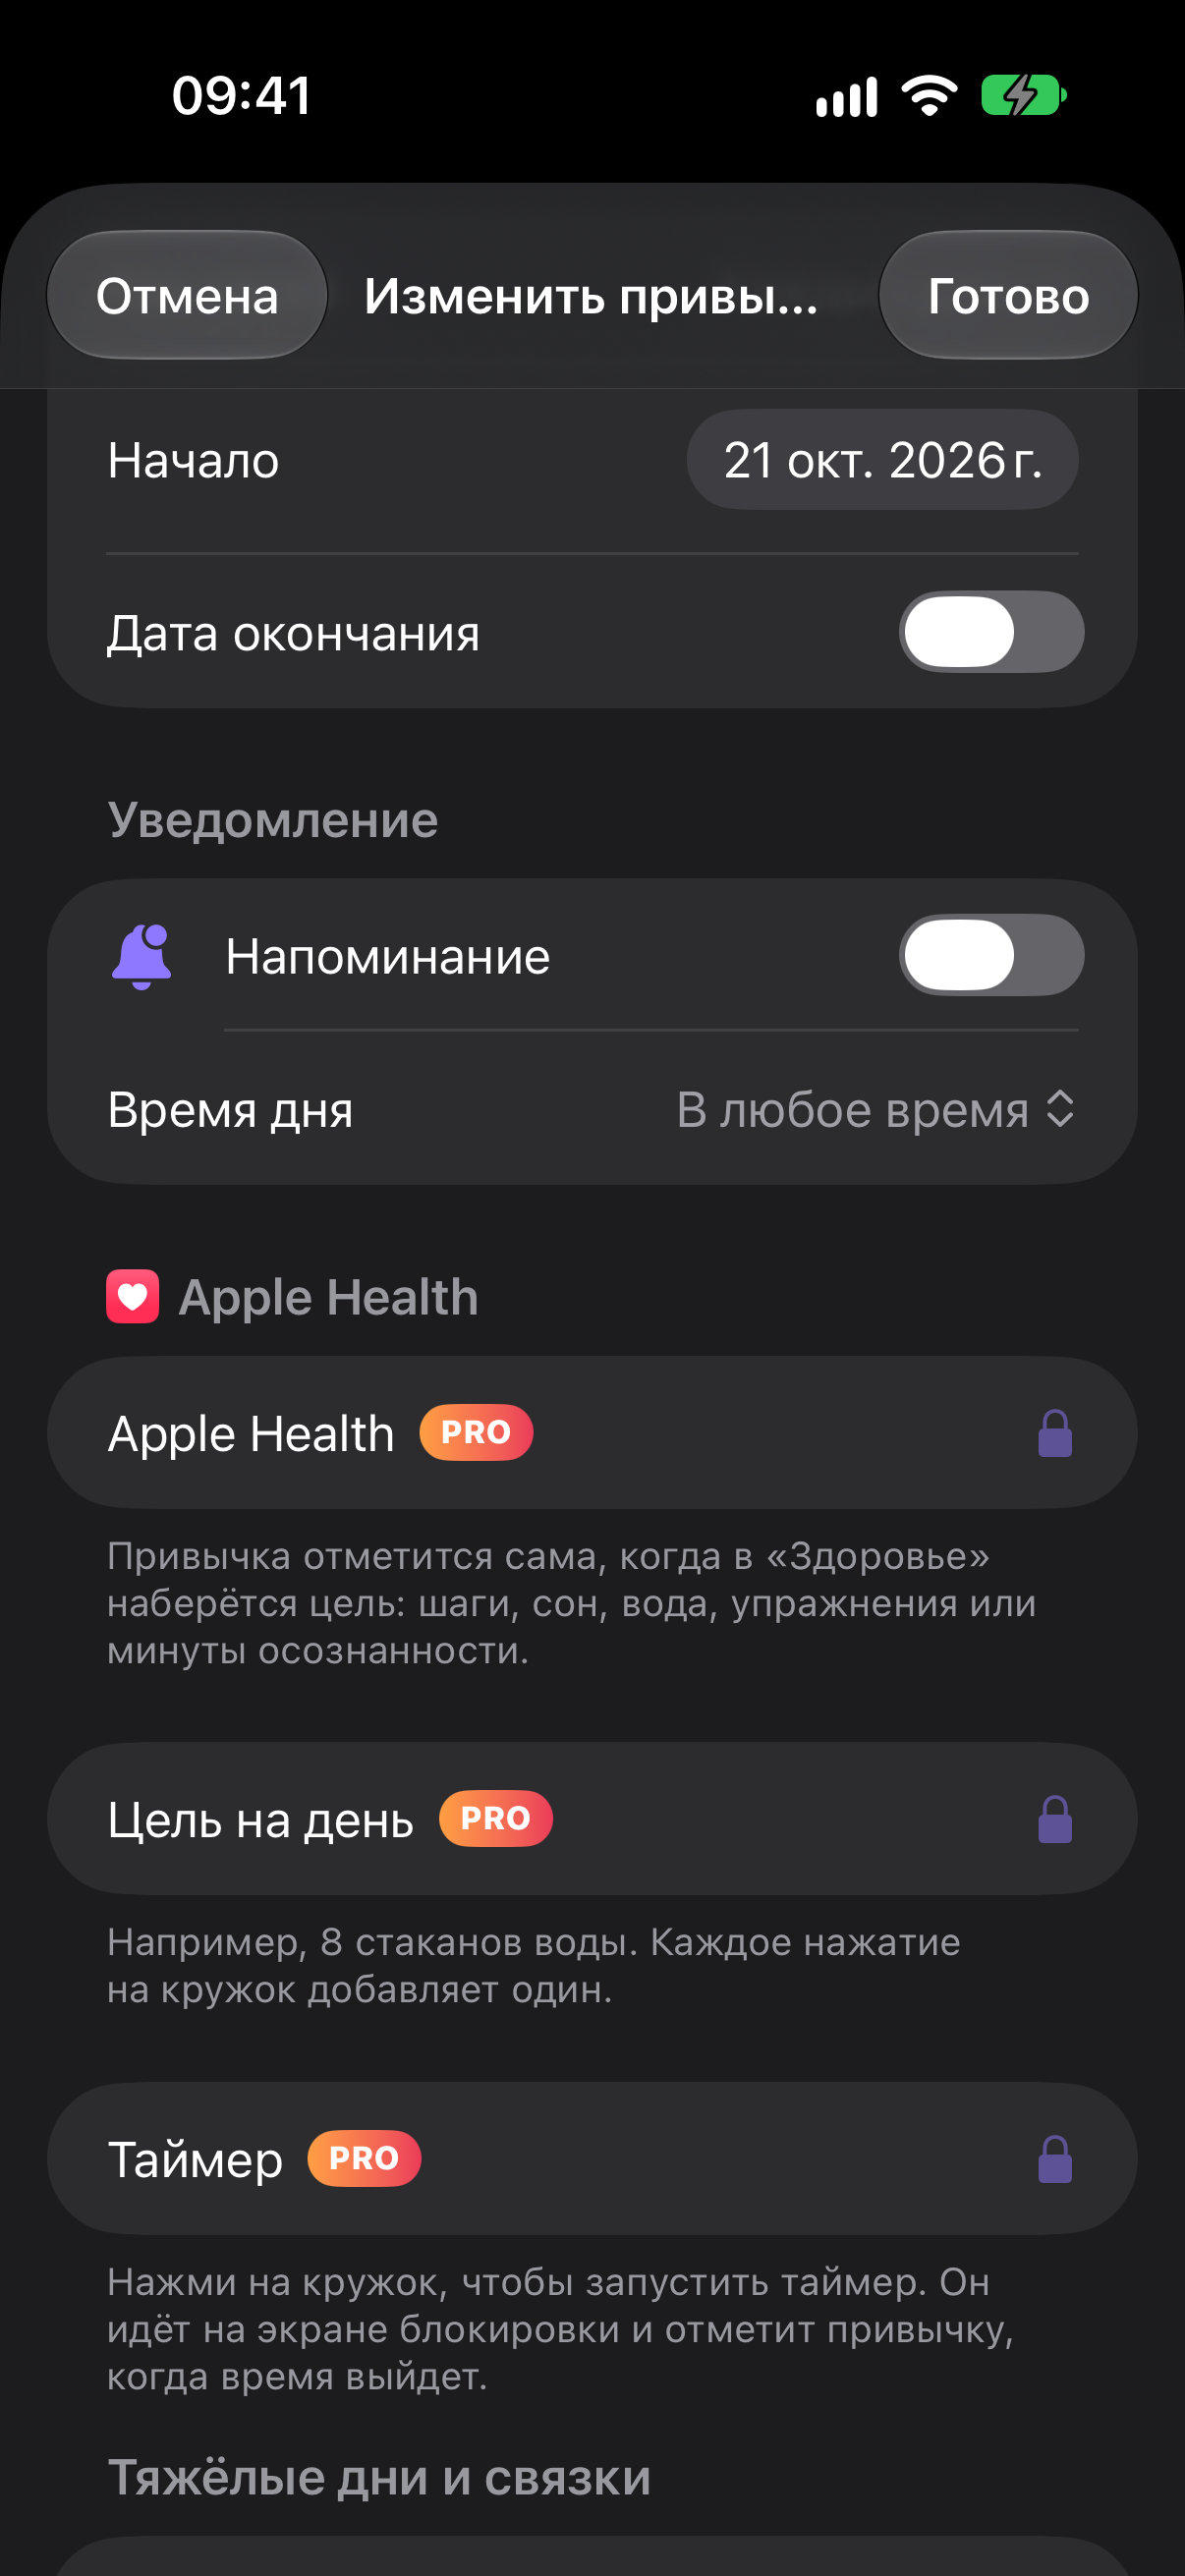 09:41
Отмена
Изменить привы...
Готово
Начало
21 окт. 2026 г.
Дата окончания
Уведомление
Напоминание
Время дня
В любое время
Apple Health
Apple Health PRO
Привычка отметится сама, когда в «Здоровье»
наберётся цель: шаги, сон, вода, упражнения или
минуты осознанности.
Цель на день PRO
Например, 8 стаканов воды. Каждое нажатие
на кружок добавляет один.
Таймер PRO
Нажми на кружок, чтобы запустить таймер. Он
идёт на экране блокировки и отметит привычку,
когда время выйдет.
Тяжёлые дни и связки